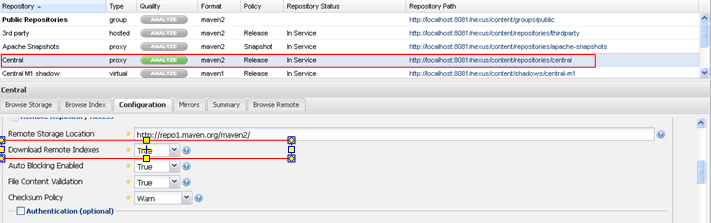 Repository Type Quality Format Policy Repository Status Repository Path
Public Repositories group ANALYZE maven2 http://localhost:8081/nexus/content/groups/public
3rd party hosted ANALYZE maven2 Release In Service http://localhost:8081/nexus/content/repositories/thirdparty
Apache Snapshots proxy ANALYZE maven2 Snapshot In Service http://localhost:8081/nexus/content/repositories/apache-snapshots
Central proxy ANALYZE maven2 Release In Service http://localhost:8081/nexus/content/repositories/central
Central M1 shadow virtual ANALYZE maven1 Release In Service http://localhost:8081/nexus/content/shadows/central-m1
Central
Browse Storage Browse Index Configuration Mirrors Summary Browse Remote
Remote Repository Access
Remote Storage Location http://repo1.maven.org/maven2/
Download Remote Indexes True
Auto Blocking Enabled True
File Content Validation True
Checksum Policy Warn
Authentication (optional)